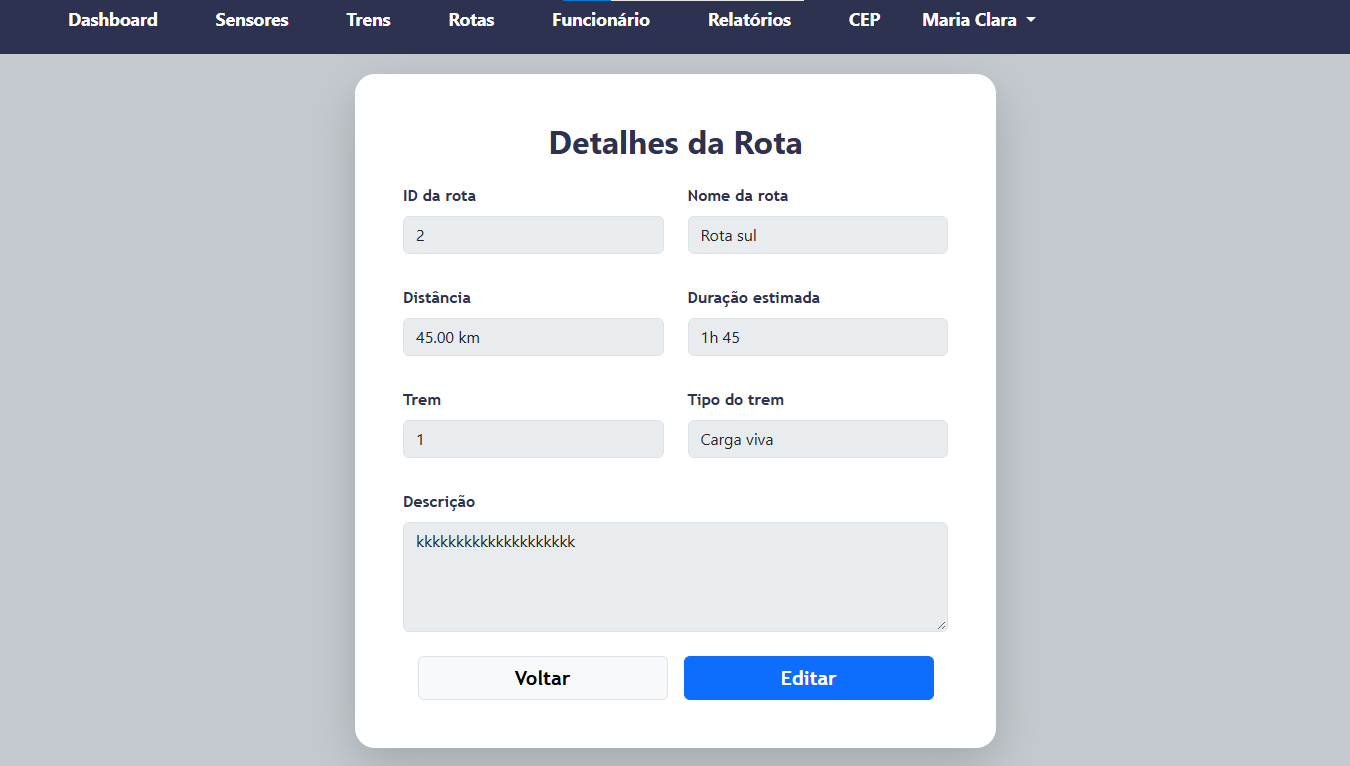 Dashboard Sensores Trens Rotas Funcionário Relatórios CEP Maria Clara
Detalhes da Rota
ID da rota Nome da rota
2 Rota sul
Distância Duração estimada
45.00 km 1h 45
Trem Tipo do trem
1 Carga viva
Descrição
kkkkkkkkkkkkkkkkkkkk
Voltar Editar